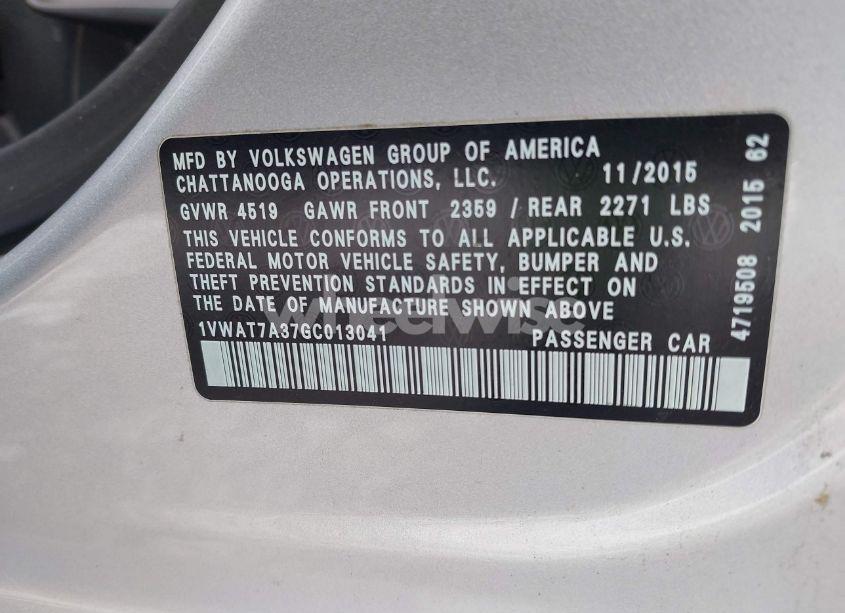 MFD BY VOLKSWAGEN GROUP OF AMERICA
CHATTANOOGA OPERATIONS, LLC. 11/2015
GVWR 4519 GAWR FRONT 2359 / REAR 2271 LBS
THIS VEHICLE CONFORMS TO ALL APPLICABLE U.S.
FEDERAL MOTOR VEHICLE SAFETY, BUMPER AND
THEFT PREVENTION STANDARDS IN EFFECT ON
THE DATE OF MANUFACTURE SHOWN ABOVE
1VWAT7A37GC013041 PASSENGER CAR
4719508 2015 62
wheelwise